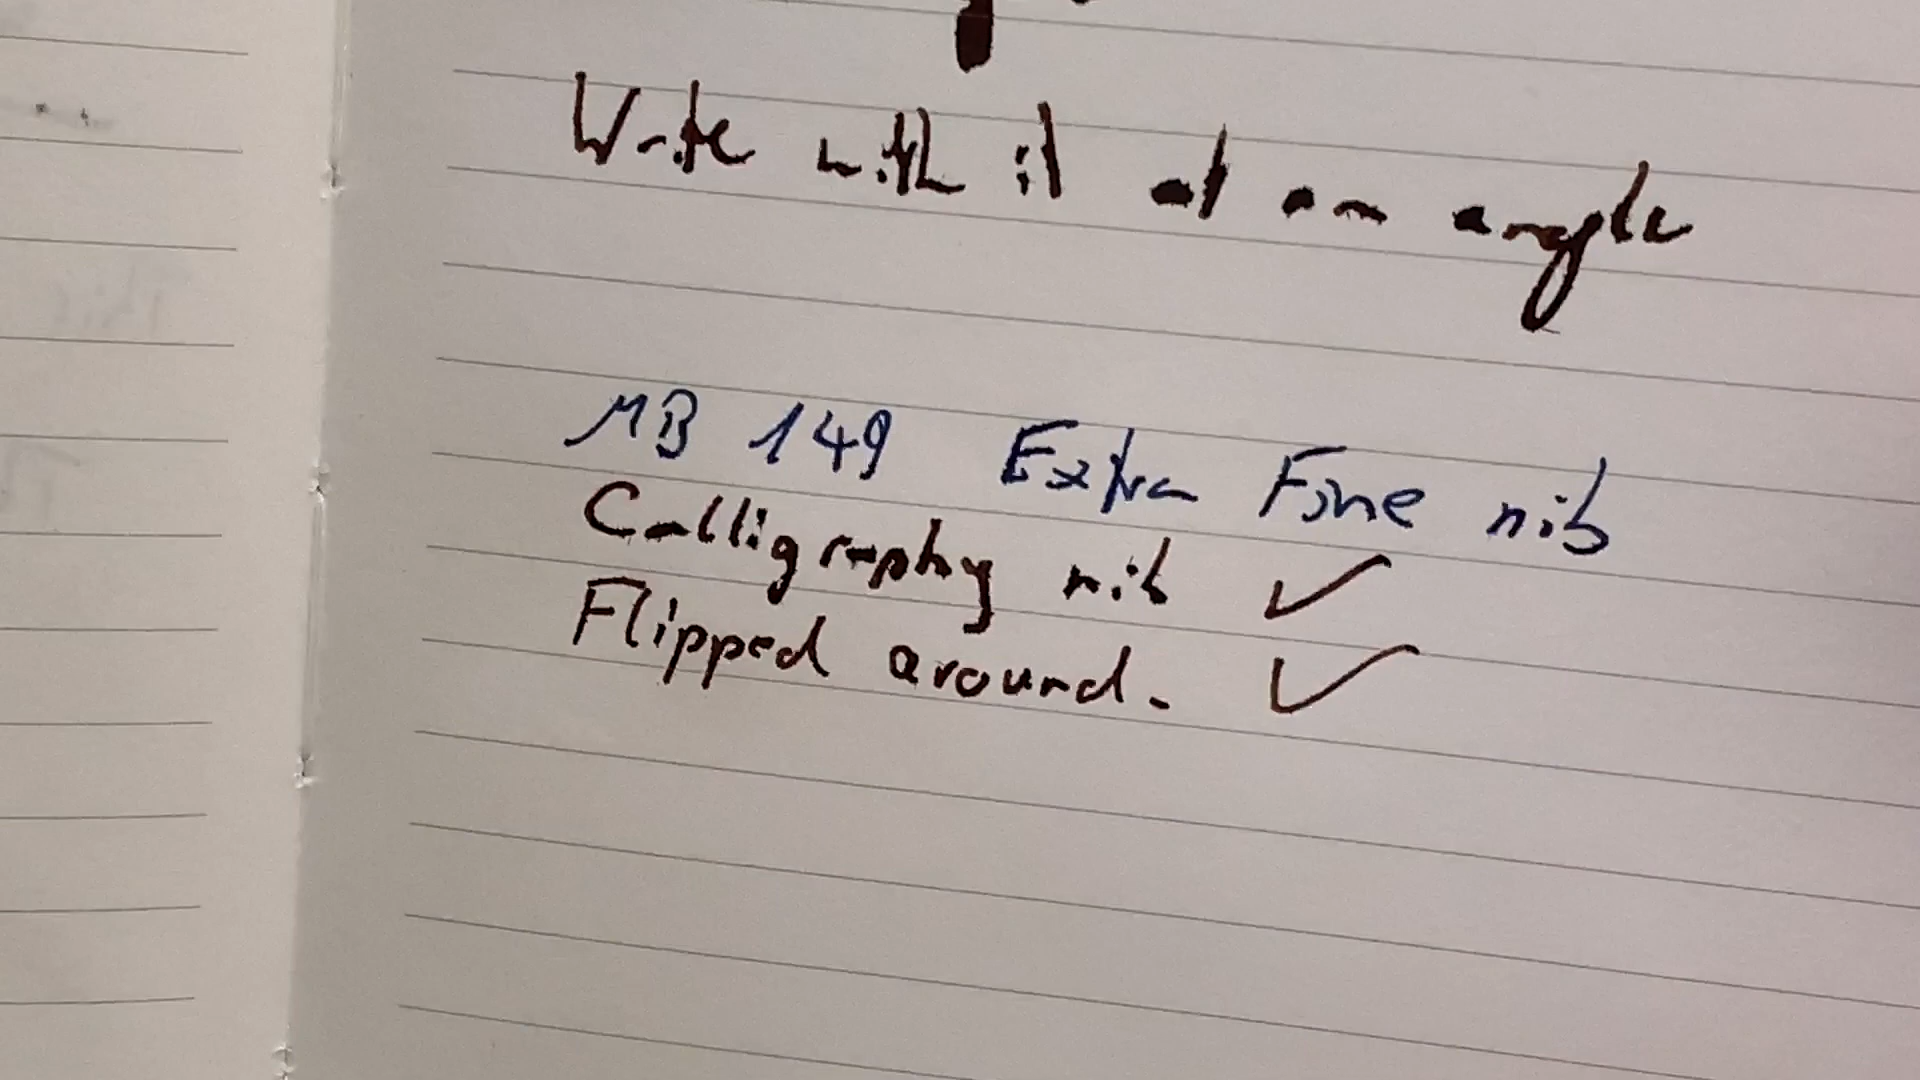 Write with it at an angle
MB 149 Extra Fine nib
Calligraphy nib ✓
Flipped around. ✓